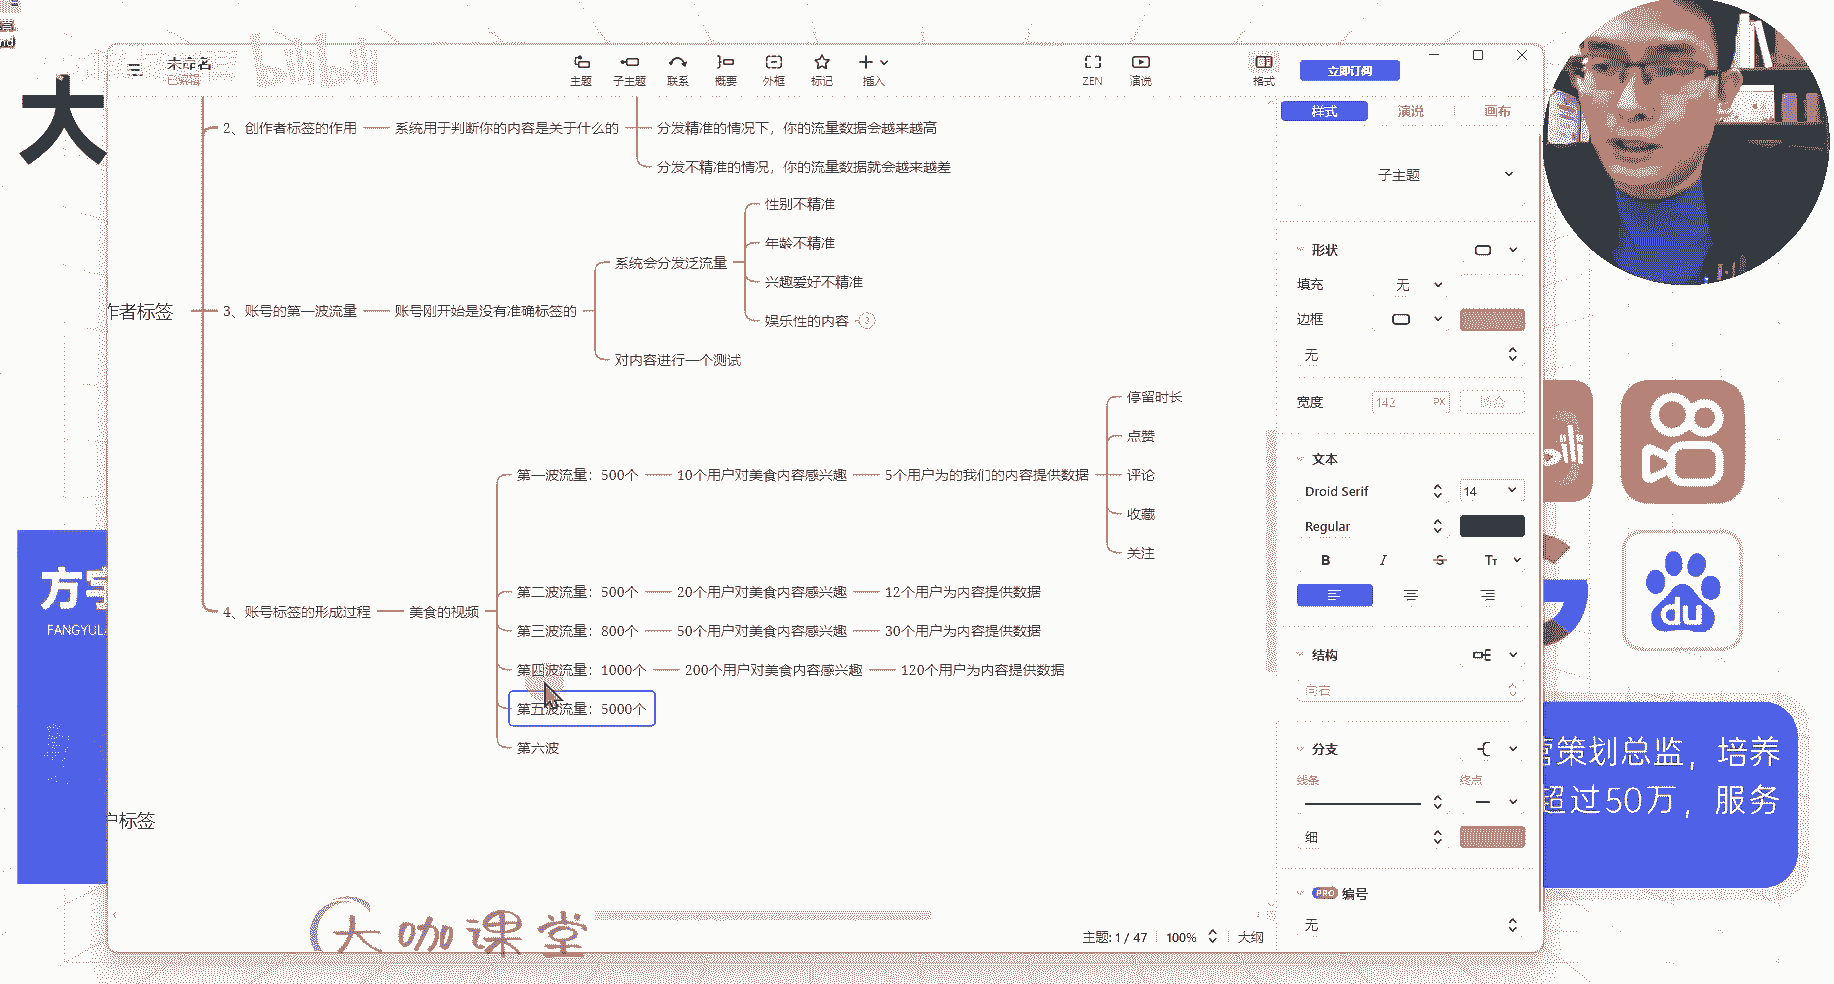 大
未命名
已编辑
bilibili
主题
子主题
联系
概要
外框
标记
插入
ZEN
演说
格式
立即订阅
2、创作者标签的作用
系统用于判断你的内容是关于什么的
分发精准的情况下，你的流量数据会越来越高
分发不精准的情况，你的流量数据就会越来越差
作者标签
3、账号的第一波流量
账号刚开始是没有准确标签的
系统会分发泛流量
性别不精准
年龄不精准
兴趣爱好不精准
娱乐性的内容
对内容进行一个测试
4、账号标签的形成过程
美食的视频
第一波流量：500个
10个用户对美食内容感兴趣
5个用户为的我们的内容提供数据
停留时长
点赞
评论
收藏
关注
第二波流量：500个
20个用户对美食内容感兴趣
12个用户为内容提供数据
第三波流量：800个
50个用户对美食内容感兴趣
30个用户为内容提供数据
第四波流量：1000个
200个用户对美食内容感兴趣
120个用户为内容提供数据
第五波流量：5000个
第六波
户标签
样式
演说
画布
子主题
形状
填充
无
边框
无
宽度
142
PX
文本
Droid Serif
14
Regular
B
I
S
TT
结构
向右
分支
线条
终点
细
PRO
编号
无
主题: 1 / 47
100%
大纲
方宇
FANGYUL
大咖课堂
du
营策划总监，培养
超过50万，服务